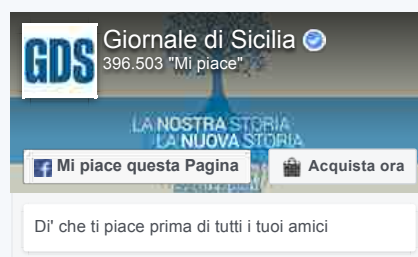 GDS
Giornale di Sicilia
396.503 "Mi piace"
LA NOSTRA STORIA
LA NUOVA STORIA
Mi piace questa Pagina
Acquista ora
Di' che ti piace prima di tutti i tuoi amici